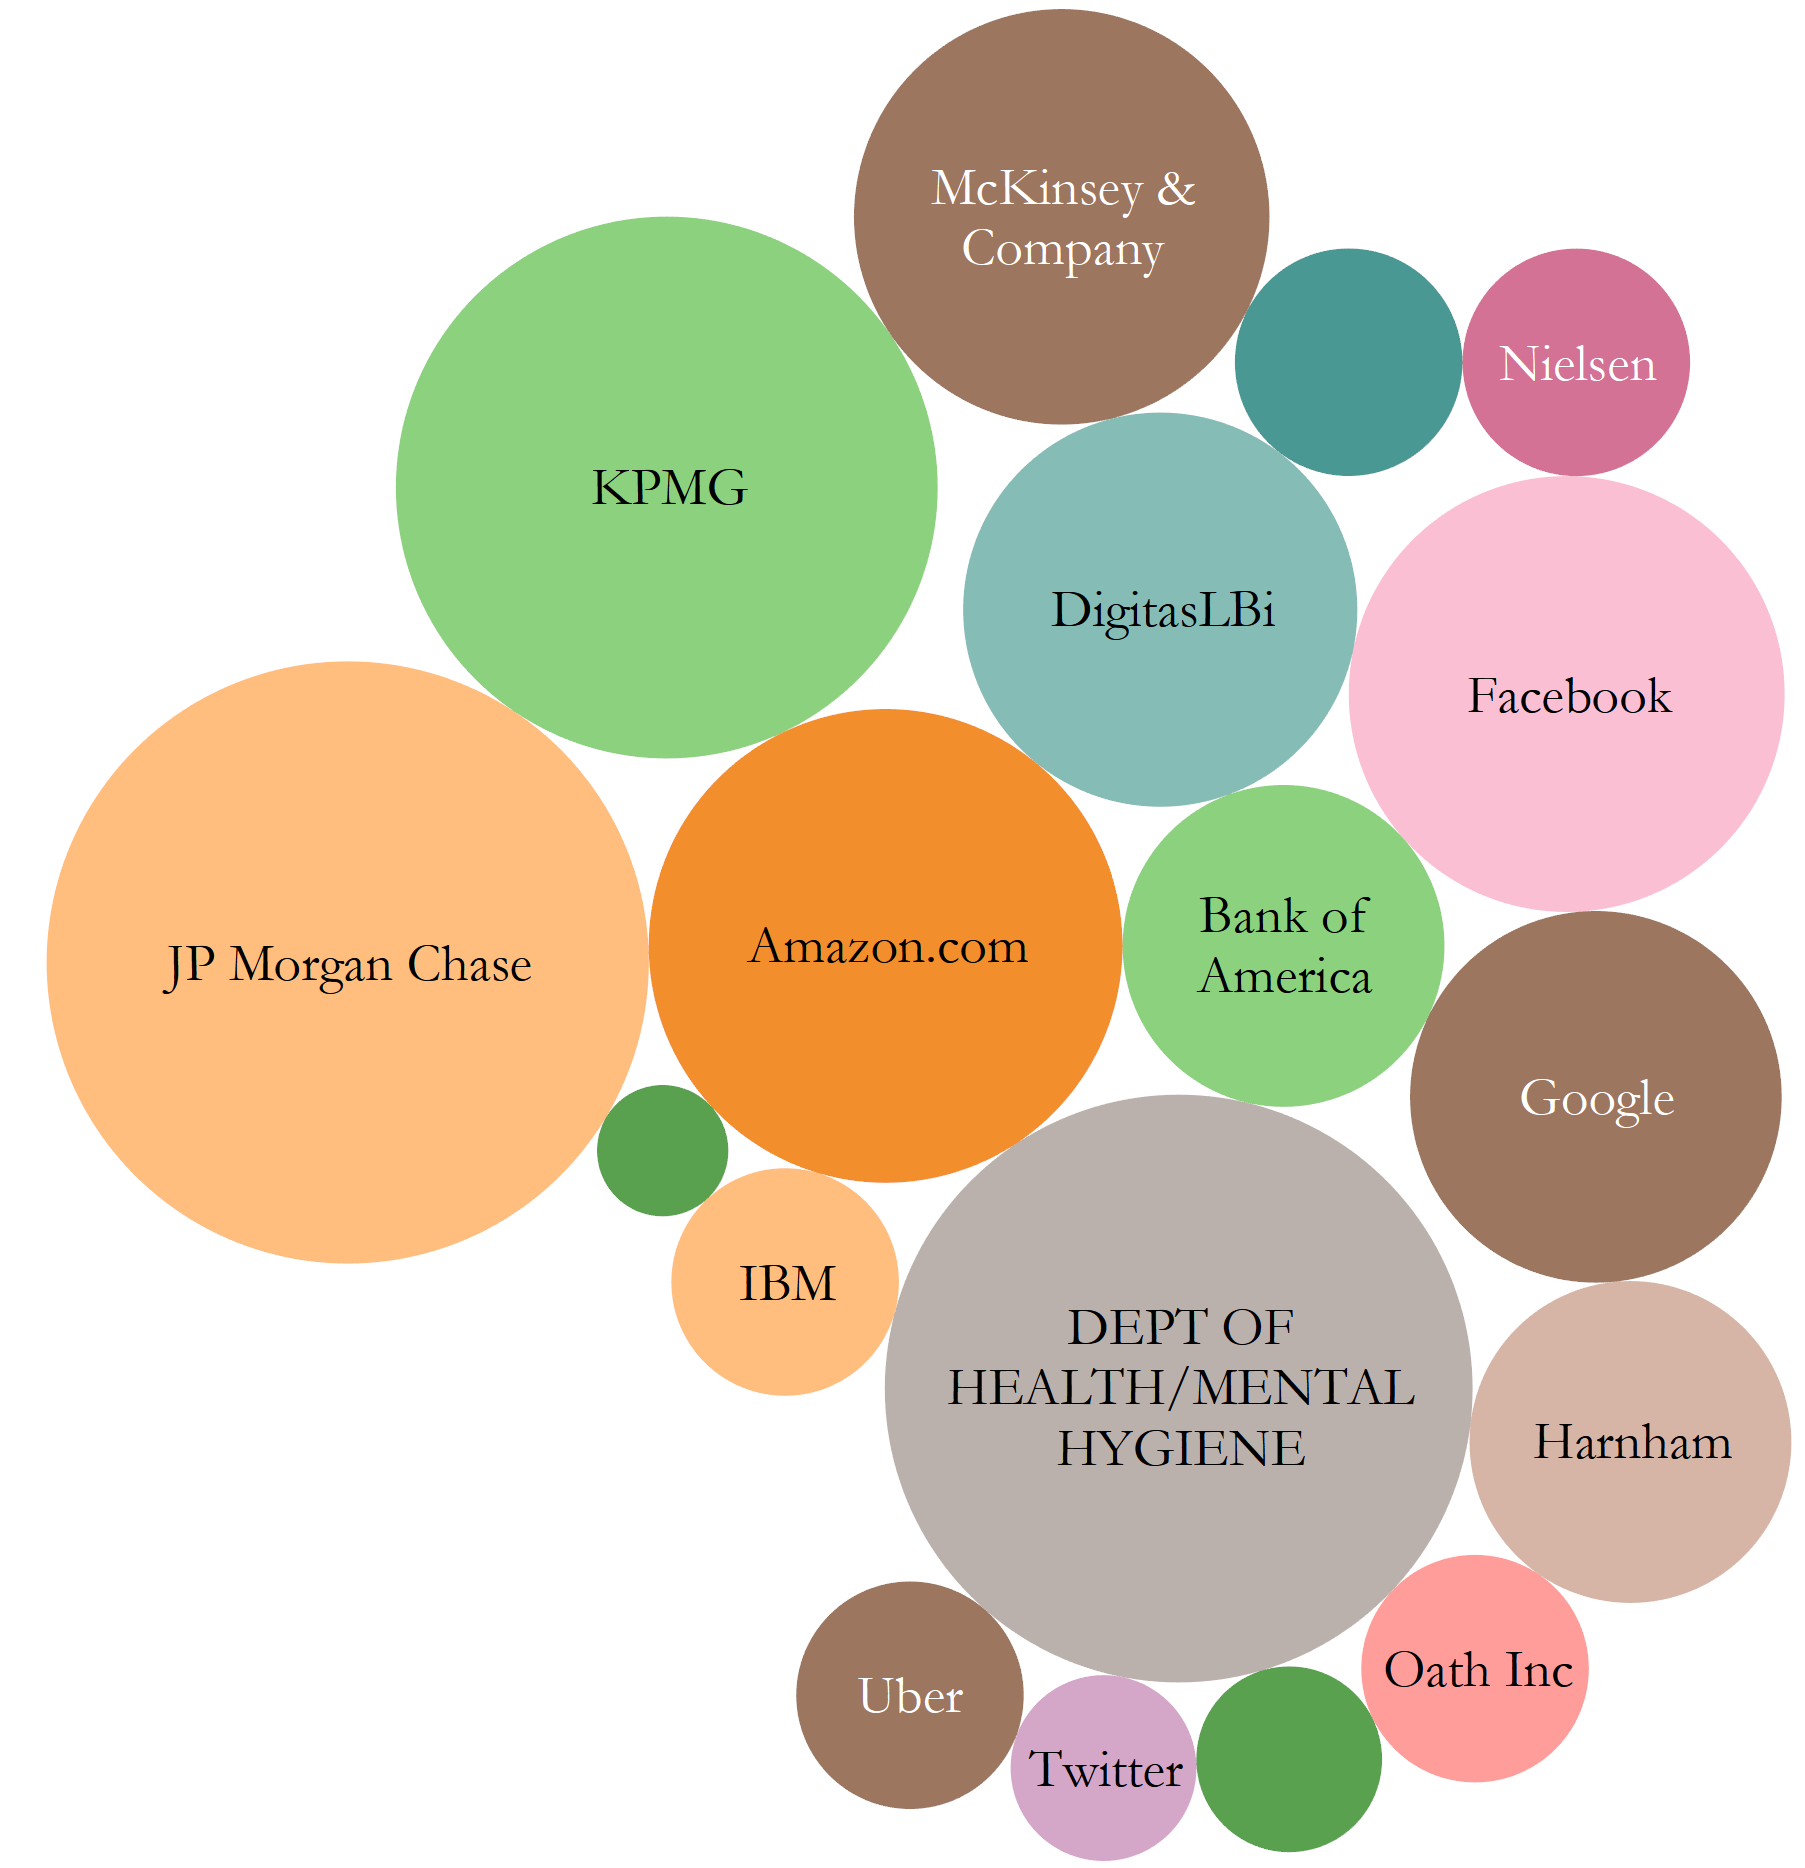 McKinsey &
Company
Nielsen
KPMG
DigitasLBi
Facebook
JP Morgan Chase
Amazon.com
Bank of
America
Google
IBM
DEPT OF
HEALTH/MENTAL
HYGIENE
Harnham
Uber
Twitter
Oath Inc